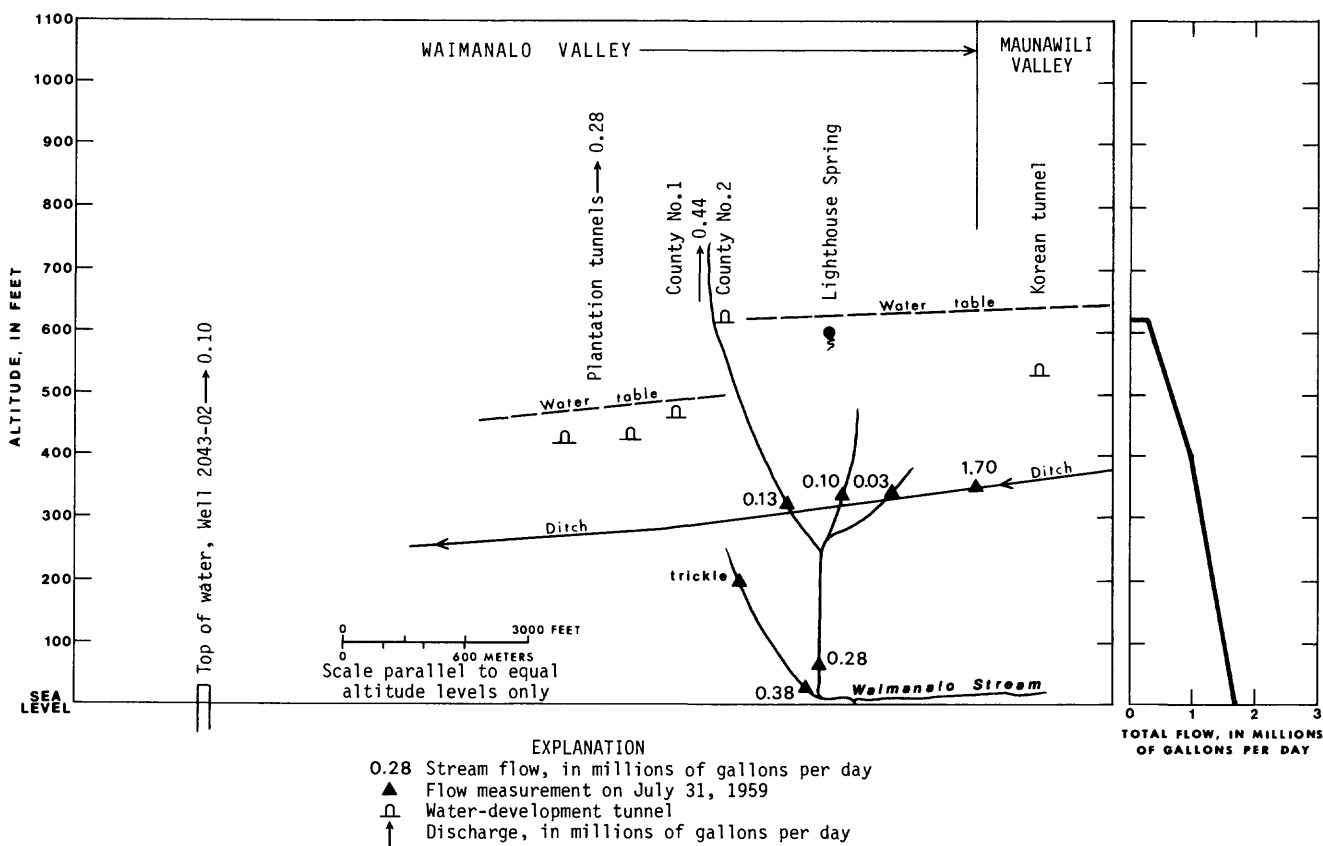 1100
1000
900
800
700
600
500
400
300
200
100
SEA
LEVEL
ALTITUDE, IN FEET
WAIMANALO VALLEY
MAUNAWILI
VALLEY
Top of water, Well 2043-02 → 0.10
Plantation tunnels → 0.28
County No.1
0.44
County No.2
Lighthouse Spring
Korean tunnel
Water table
Water table
0.13
0.10
0.03
1.70
Ditch
Ditch
trickle
0.28
0.38
Waimanalo Stream
0 3000 FEET
0 600 METERS
Scale parallel to equal
altitude levels only
0 1 2 3
TOTAL FLOW, IN MILLIONS
OF GALLONS PER DAY
EXPLANATION
0.28 Stream flow, in millions of gallons per day
▲ Flow measurement on July 31, 1959
Water-development tunnel
↑ Discharge, in millions of gallons per day